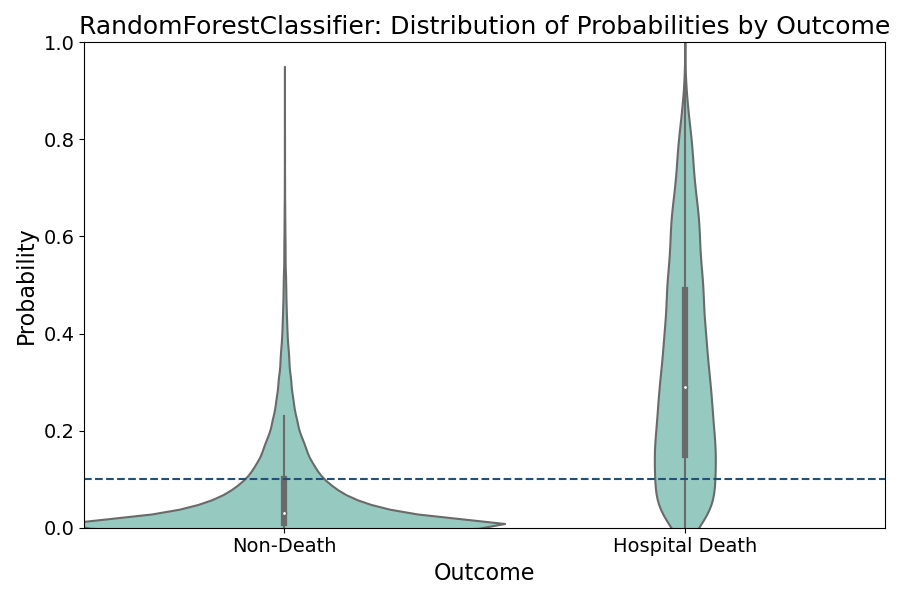 RandomForestClassifier: Distribution of Probabilities by Outcome
1.0
0.8
0.6
0.4
0.2
0.0
Probability
Non-Death
Hospital Death
Outcome